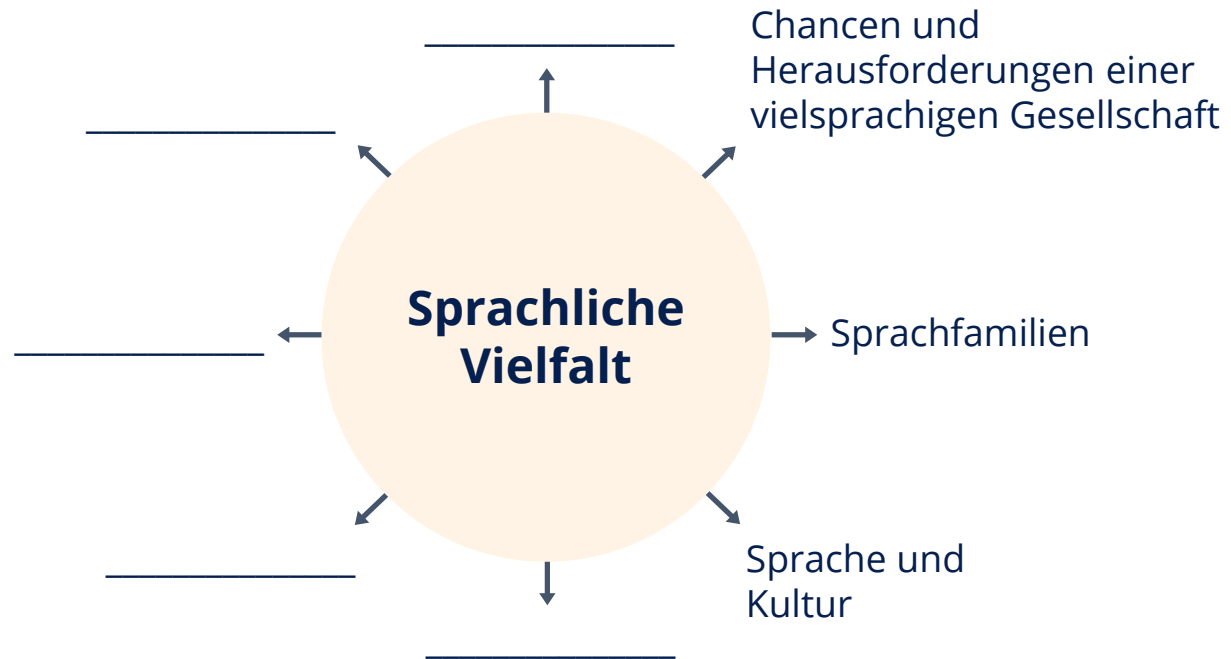 Chancen und
Herausforderungen einer
vielsprachigen Gesellschaft
Sprachliche
Vielfalt
Sprachfamilien
Sprache und
Kultur